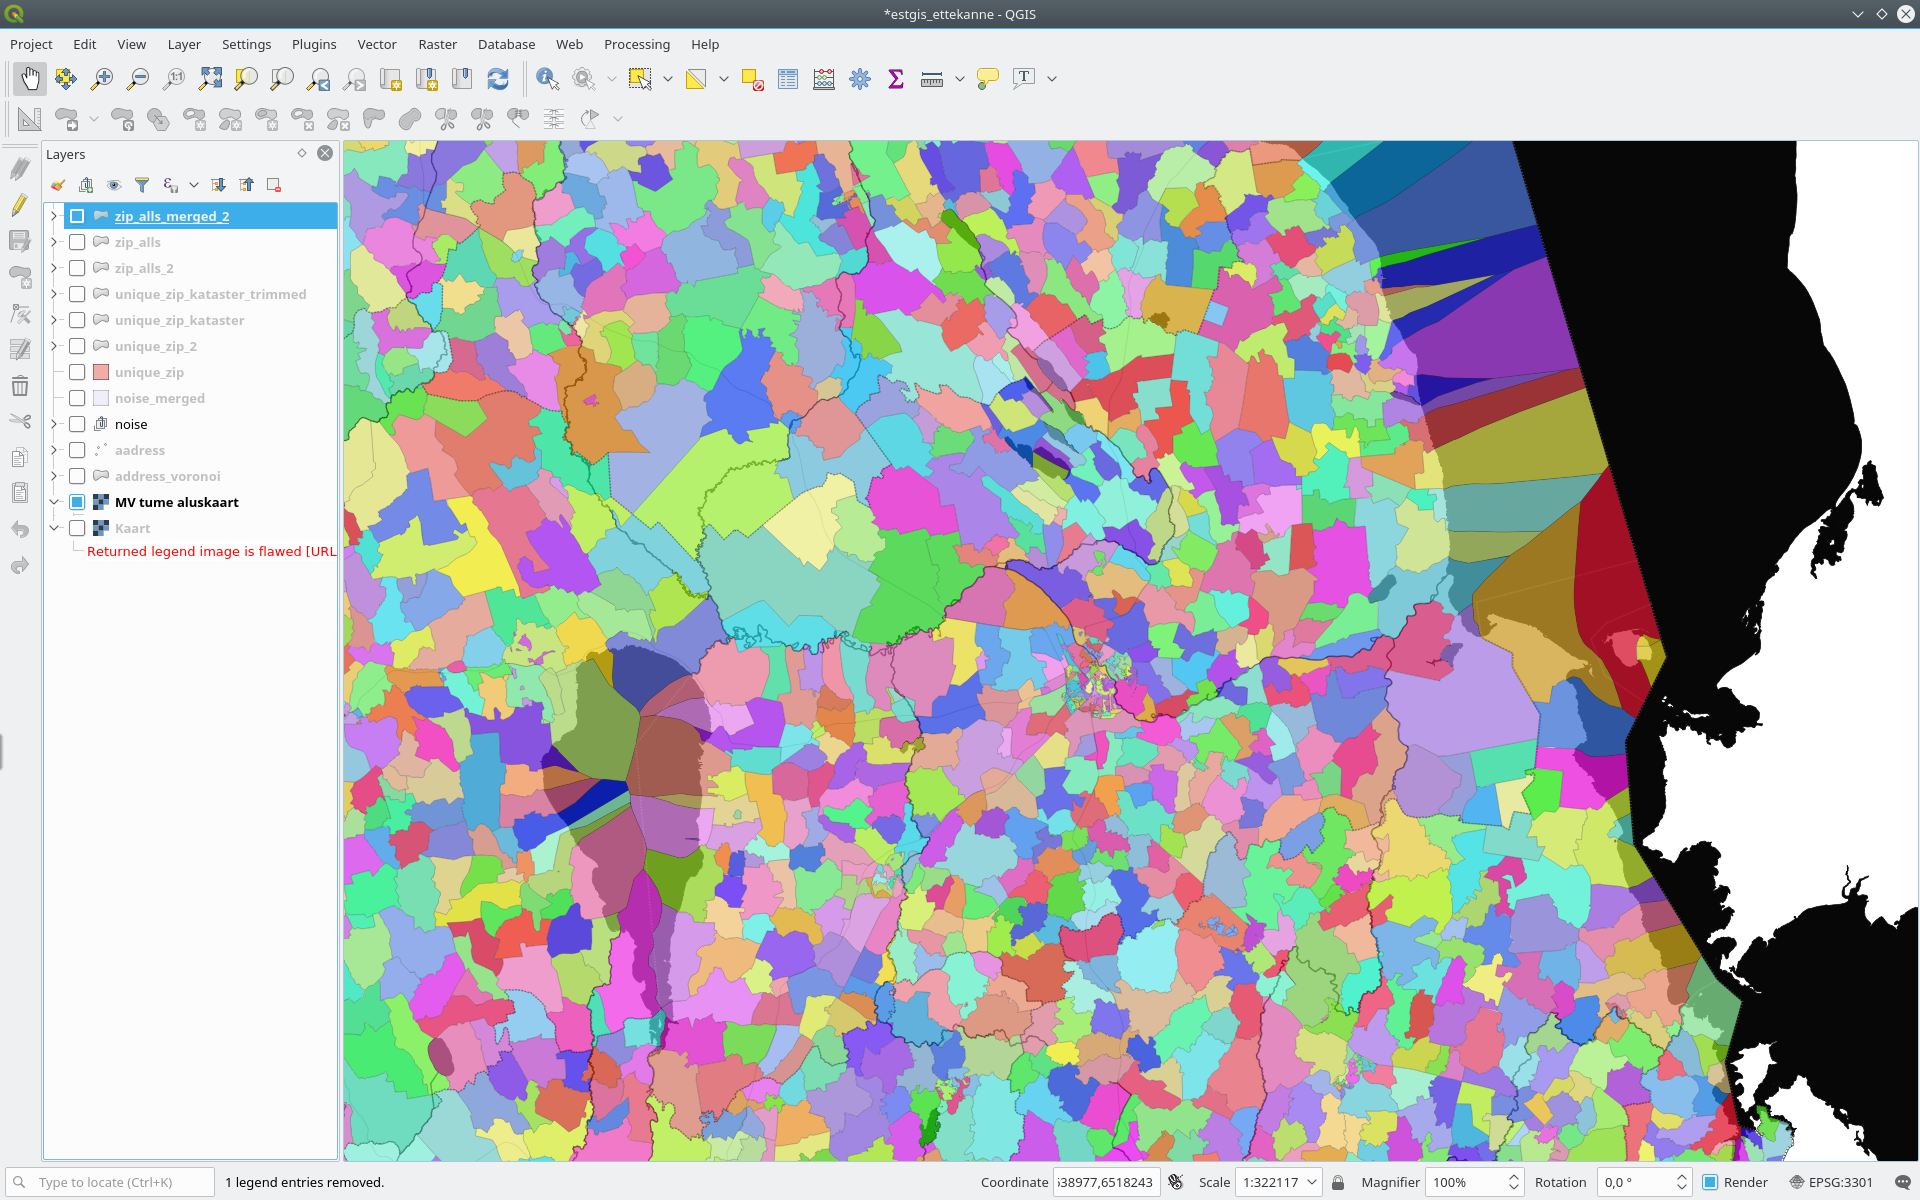 *estgis_ettekanne - QGIS
Project Edit View Layer Settings Plugins Vector Raster Database Web Processing Help
1:1
T
Layers
zip_alls_merged_2
zip_alls
zip_alls_2
unique_zip_kataster_trimmed
unique_zip_kataster
unique_zip_2
unique_zip
noise_merged
noise
aadress
address_voronoi
MV tume aluskaart
Kaart
Returned legend image is flawed [URL
Type to locate (Ctrl+K) 1 legend entries removed. Coordinate 38977,6518243 Scale 1:322117 Magnifier 100% Rotation 0,0 ° Render EPSG:3301